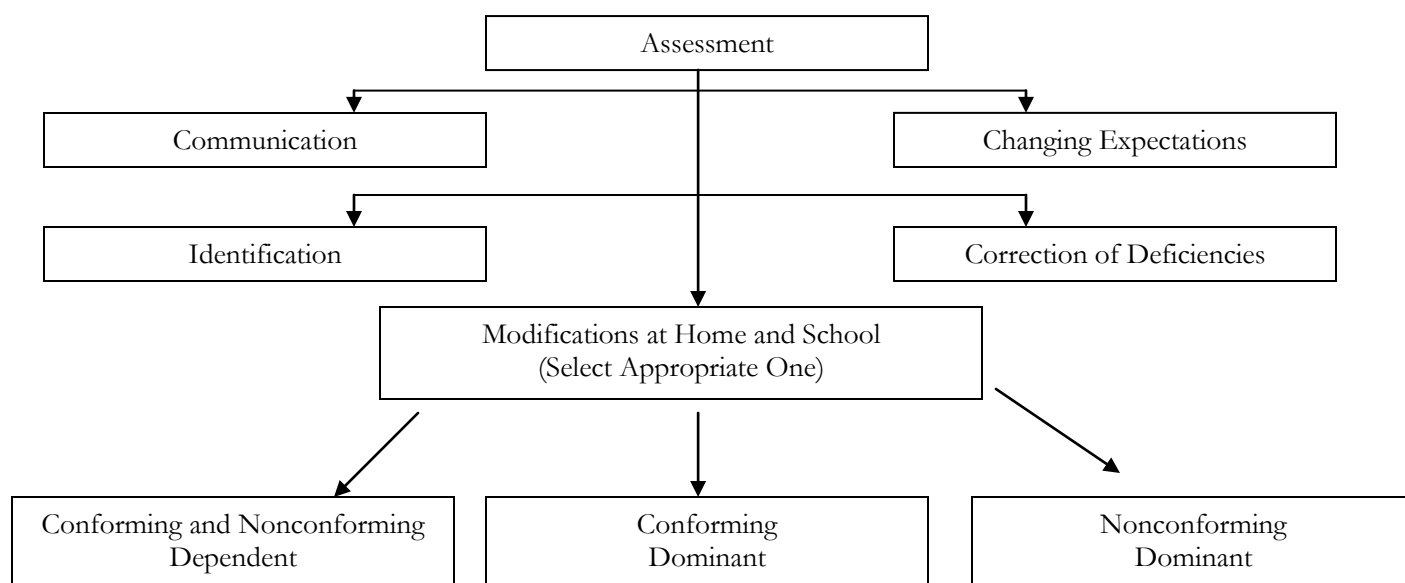 Assessment
Communication
Changing Expectations
Identification
Correction of Deficiencies
Modifications at Home and School
(Select Appropriate One)
Conforming and Nonconforming
Dependent
Conforming
Dominant
Nonconforming
Dominant